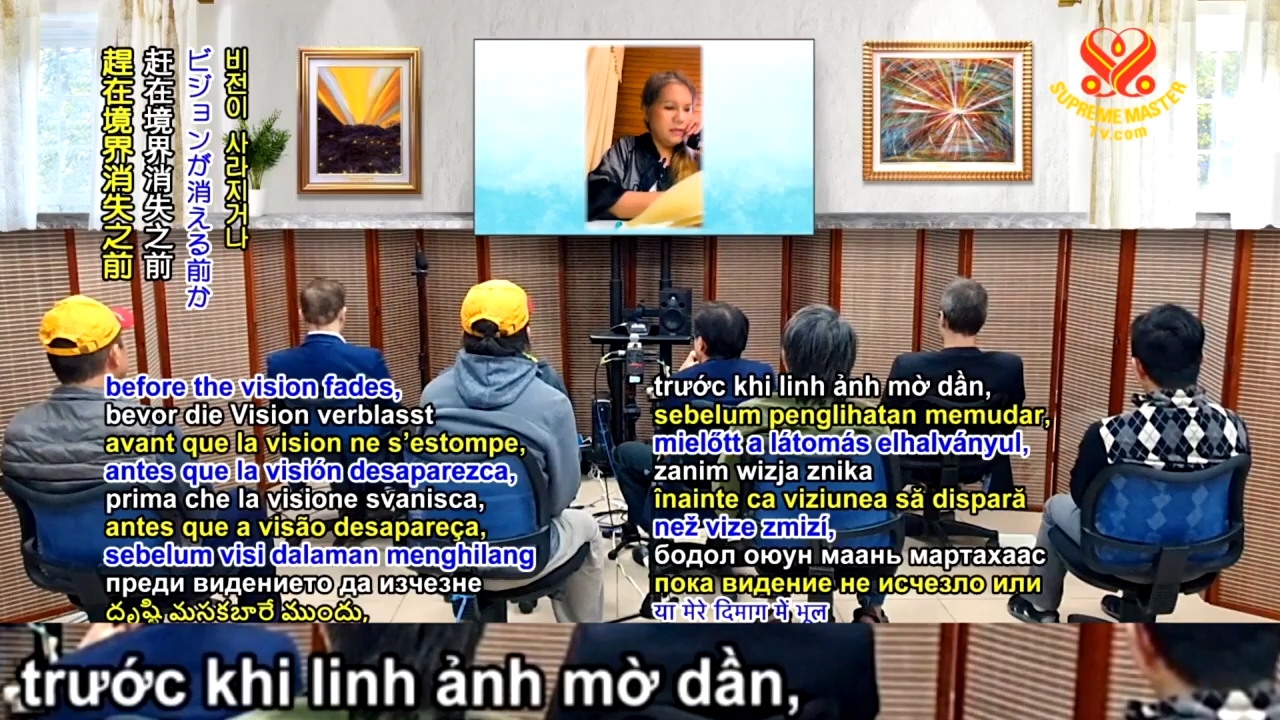 비전이 사라지거나
ビジョンが消える前か
赶在境界消失之前
趕在境界消失之前
SUPREME MASTER
TV.com
before the vision fades,
bevor die Vision verblasst
avant que la vision ne s’estompe,
antes que la visión desaparezca,
prima che la visione svanisca,
antes que a visão desapareça,
sebelum visi dalaman menghilang
преди видението да изчезне
దృష్టి మసకబారే ముందు,
trước khi linh ảnh mờ dần,
sebelum penglihatan memudar,
mielőtt a látomás elhalványul,
zanim wizja znika
înainte ca viziunea să dispară
než vize zmizí,
бодол оюун маань мартахаас
пока видение не исчезло или
या मेरे दिमाग में भूल
trước khi linh ảnh mờ dần,